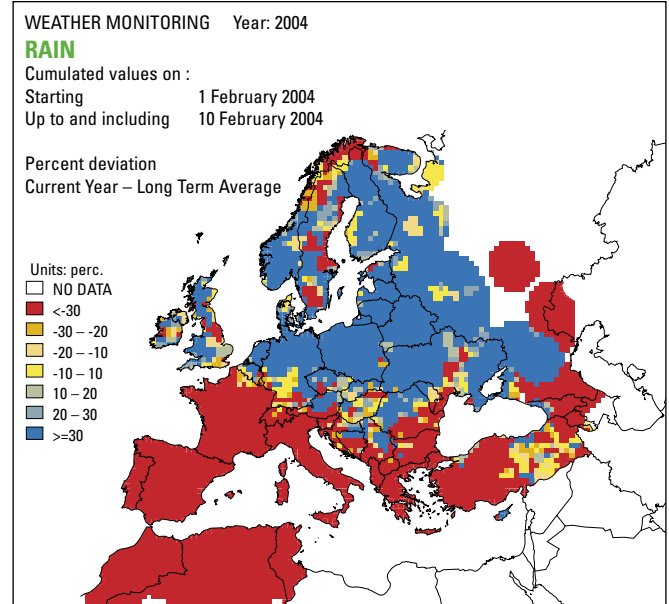 WEATHER MONITORING Year: 2004
RAIN
Cumulated values on :
Starting 1 February 2004
Up to and including 10 February 2004
Percent deviation
Current Year – Long Term Average
Units: perc.
NO DATA
<-30
-30 – -20
-20 – -10
-10 – 10
10 – 20
20 – 30
>=30